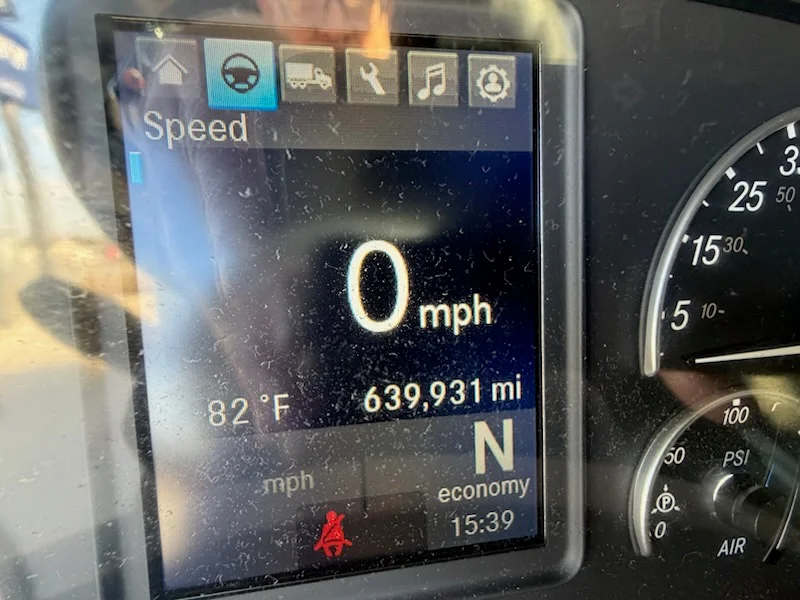 Speed
0 mph
82 °F 639,931 mi
N
mph economy
15:39
25 50
15 30
5 10
100
50 PSI
P
0
AIR